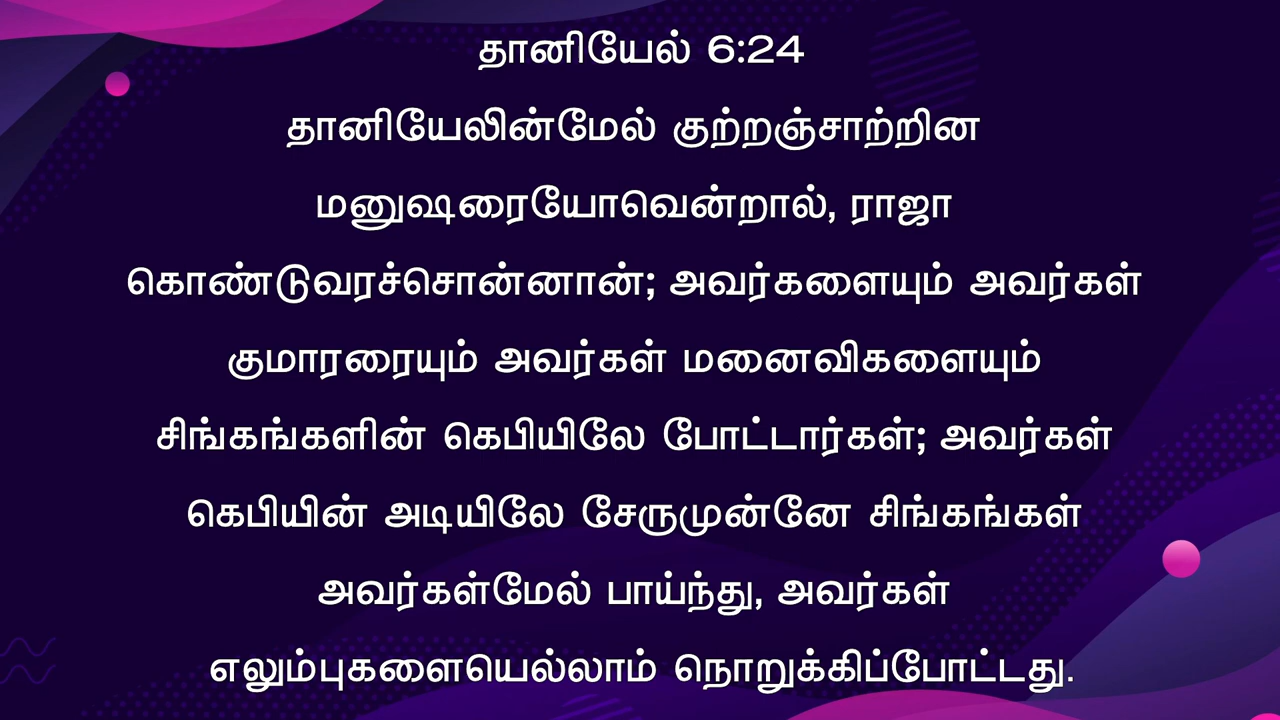 தானியேல் 6:24
தானியேலின்மேல் குற்றஞ்சாற்றின
மனுஷரையோவென்றால், ராஜா
கொண்டுவரச்சொன்னான்; அவர்களையும் அவர்கள்
குமாரரையும் அவர்கள் மனைவிகளையும்
சிங்கங்களின் கெபியிலே போட்டார்கள்; அவர்கள்
கெபியின் அடியிலே சேருமுன்னே சிங்கங்கள்
அவர்கள்மேல் பாய்ந்து, அவர்கள்
எலும்புகளையெல்லாம் நொறுக்கிப்போட்டது.